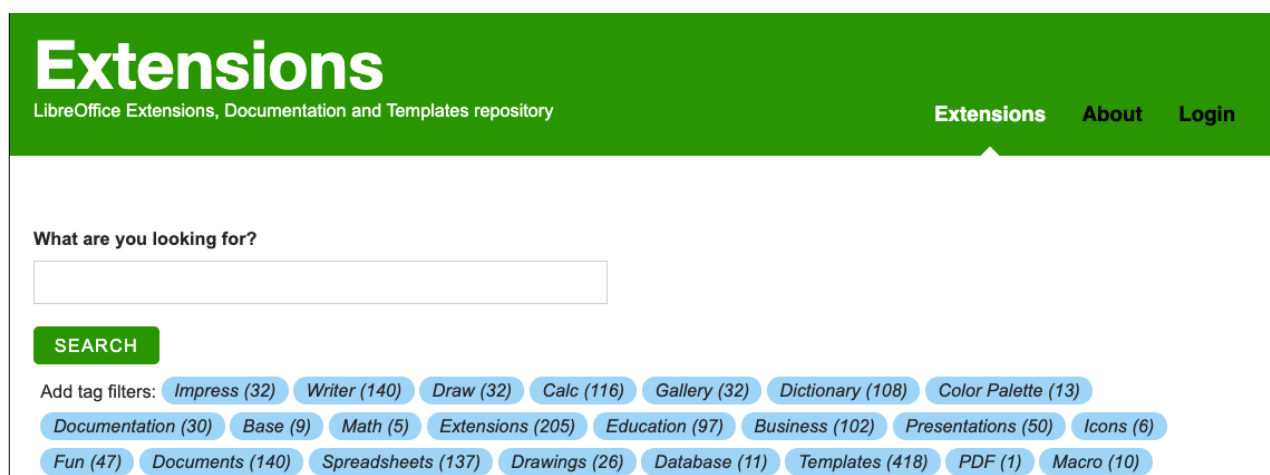 Extensions
LibreOffice Extensions, Documentation and Templates repository
Extensions About Login
What are you looking for?
SEARCH
Add tag filters: Impress (32) Writer (140) Draw (32) Calc (116) Gallery (32) Dictionary (108) Color Palette (13)
Documentation (30) Base (9) Math (5) Extensions (205) Education (97) Business (102) Presentations (50) Icons (6)
Fun (47) Documents (140) Spreadsheets (137) Drawings (26) Database (11) Templates (418) PDF (1) Macro (10)